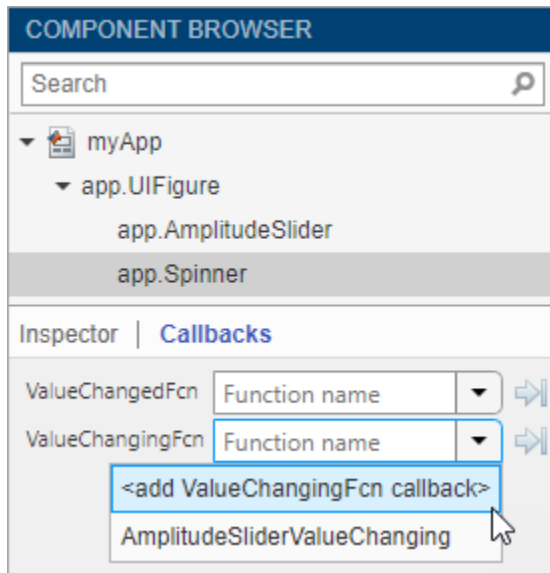 COMPONENT BROWSER
Search
myApp
app.UIFigure
app.AmplitudeSlider
app.Spinner
Inspector | Callbacks
ValueChangedFcn Function name
ValueChangingFcn Function name
<add ValueChangingFcn callback>
AmplitudeSliderValueChanging